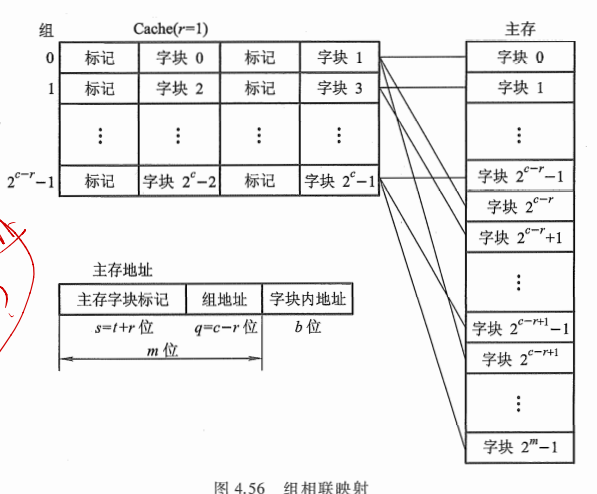 组 Cache(r=1) 主存
0 标记 字块 0 标记 字块 1 字块 0
1 标记 字块 2 标记 字块 3 字块 1
⋮ ⋮ ⋮ ⋮ ⋮
2^{c-r}-1 标记 字块 2^c-2 标记 字块 2^c-1 字块 2^{c-r}-1
字块 2^{c-r}
字块 2^{c-r}+1
⋮
字块 2^{c-r+1}-1
字块 2^{c-r+1}
⋮
字块 2^m-1
主存地址
主存字块标记 组地址 字块内地址
s=t+r 位 q=c-r 位 b 位
m 位
图 4.56 组相联映射